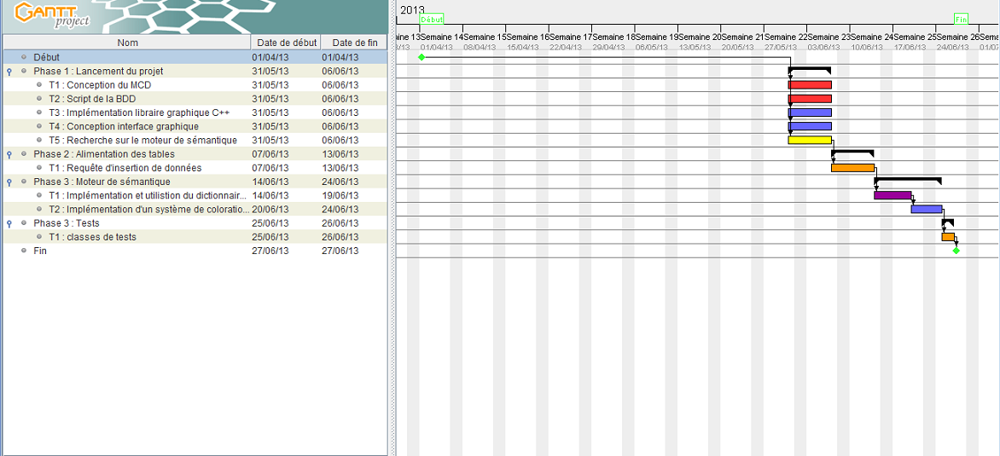 GANTT
project
2013
Début
Fin
ine 13 Semaine 14 Semaine 15 Semaine 16 Semaine 17 Semaine 18 Semaine 19 Semaine 20 Semaine 21 Semaine 22 Semaine 23 Semaine 24 Semaine 25 Semaine 26 Sem
3/13 01/04/13 08/04/13 15/04/13 22/04/13 29/04/13 06/05/13 13/05/13 20/05/13 27/05/13 03/06/13 10/06/13 17/06/13 24/06/13 01/07
Nom Date de début Date de fin
Début 01/04/13 01/04/13
Phase 1 : Lancement du projet 31/05/13 06/06/13
T1 : Conception du MCD 31/05/13 06/06/13
T2 : Script de la BDD 31/05/13 06/06/13
T3 : Implémentation libraire graphique C++ 31/05/13 06/06/13
T4 : Conception interface graphique 31/05/13 06/06/13
T5 : Recherche sur le moteur de sémantique 31/05/13 06/06/13
Phase 2 : Alimentation des tables 07/06/13 13/06/13
T1 : Requête d'insertion de données 07/06/13 13/06/13
Phase 3 : Moteur de sémantique 14/06/13 24/06/13
T1 : Implémentation et utilistion du dictionnair... 14/06/13 19/06/13
T2 : Implémentation d'un système de coloratio... 20/06/13 24/06/13
Phase 3 : Tests 25/06/13 26/06/13
T1 : classes de tests 25/06/13 26/06/13
Fin 27/06/13 27/06/13